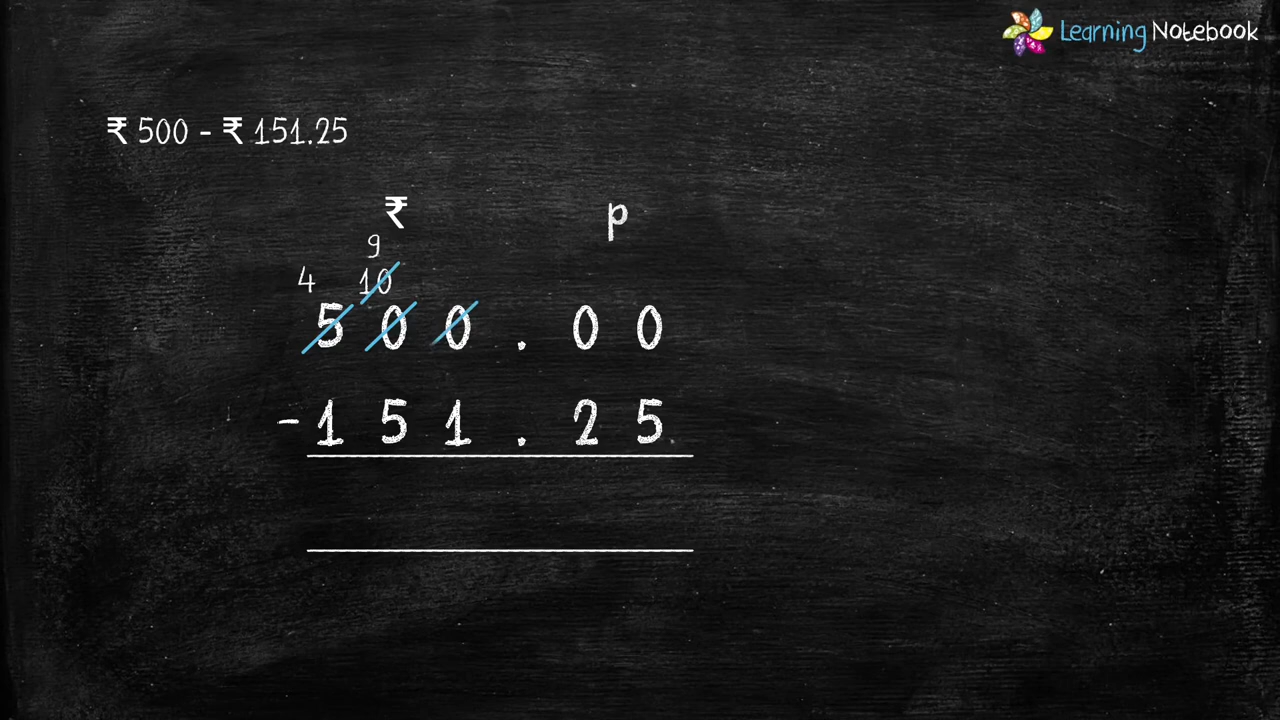 Learning Notebook
₹ 500 - ₹ 151.25
₹ p
9
4 10
5 0 0 . 0 0
- 1 5 1 . 2 5